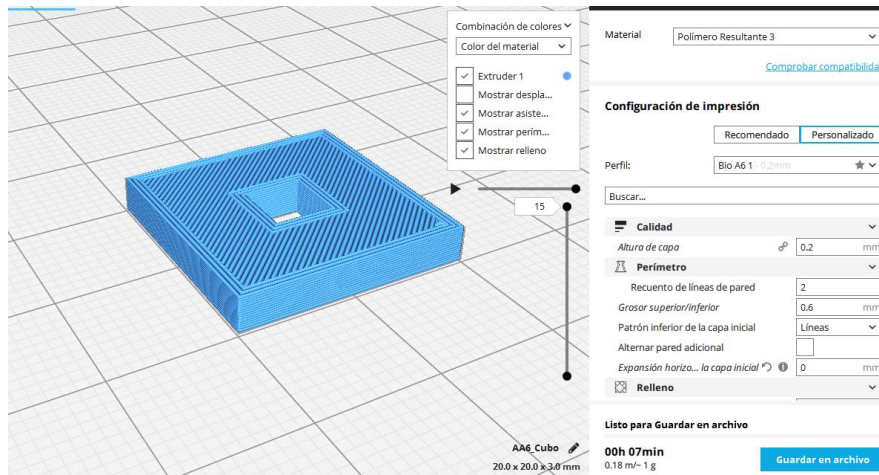 Combinación de colores
Color del material
Extruder 1
Mostrar despla...
Mostrar asiste...
Mostrar perím...
Mostrar relleno
15
AA6_Cubo
20.0 x 20.0 x 3.0 mm
Material
Polímero Resultante 3
Comprobar compatibilida
Configuración de impresión
Recomendado
Personalizado
Perfil:
Bio A6 1 - 0.2mm
Buscar...
Calidad
Altura de capa
0.2 mm
Perímetro
Recuento de líneas de pared
2
Grosor superior/inferior
0.6 mm
Patrón inferior de la capa inicial
Líneas
Alternar pared adicional
Expansión horizo... la capa inicial
0 mm
Relleno
Listo para Guardar en archivo
00h 07min
0.18 m/~ 1 g
Guardar en archivo